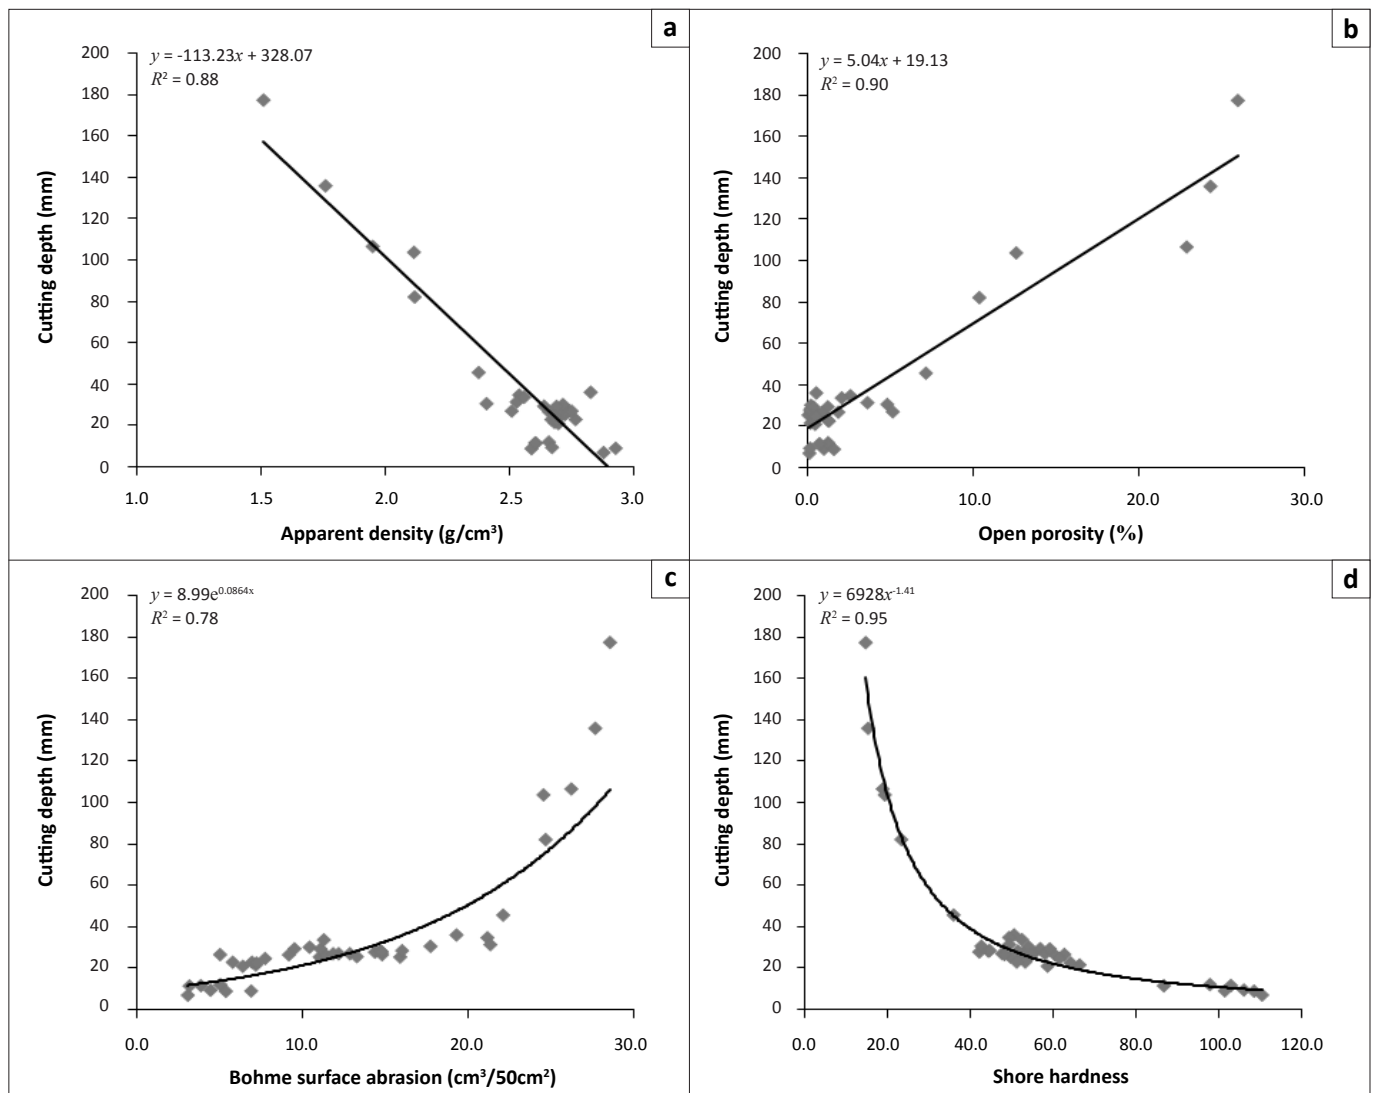 a
y = -113.23x + 328.07
R² = 0.88
200
180
160
140
120
100
80
60
40
20
0
1.0 1.5 2.0 2.5 3.0
Cutting depth (mm)
Apparent density (g/cm³)
b
y = 5.04x + 19.13
R² = 0.90
200
180
160
140
120
100
80
60
40
20
0
0.0 10.0 20.0 30.0
Cutting depth (mm)
Open porosity (%)
c
y = 8.99e^0.0864x
R² = 0.78
200
180
160
140
120
100
80
60
40
20
0
0.0 10.0 20.0 30.0
Cutting depth (mm)
Bohme surface abrasion (cm³/50cm²)
d
y = 6928x^-1.41
R² = 0.95
200
180
160
140
120
100
80
60
40
20
0
0.0 20.0 40.0 60.0 80.0 100.0 120.0
Cutting depth (mm)
Shore hardness